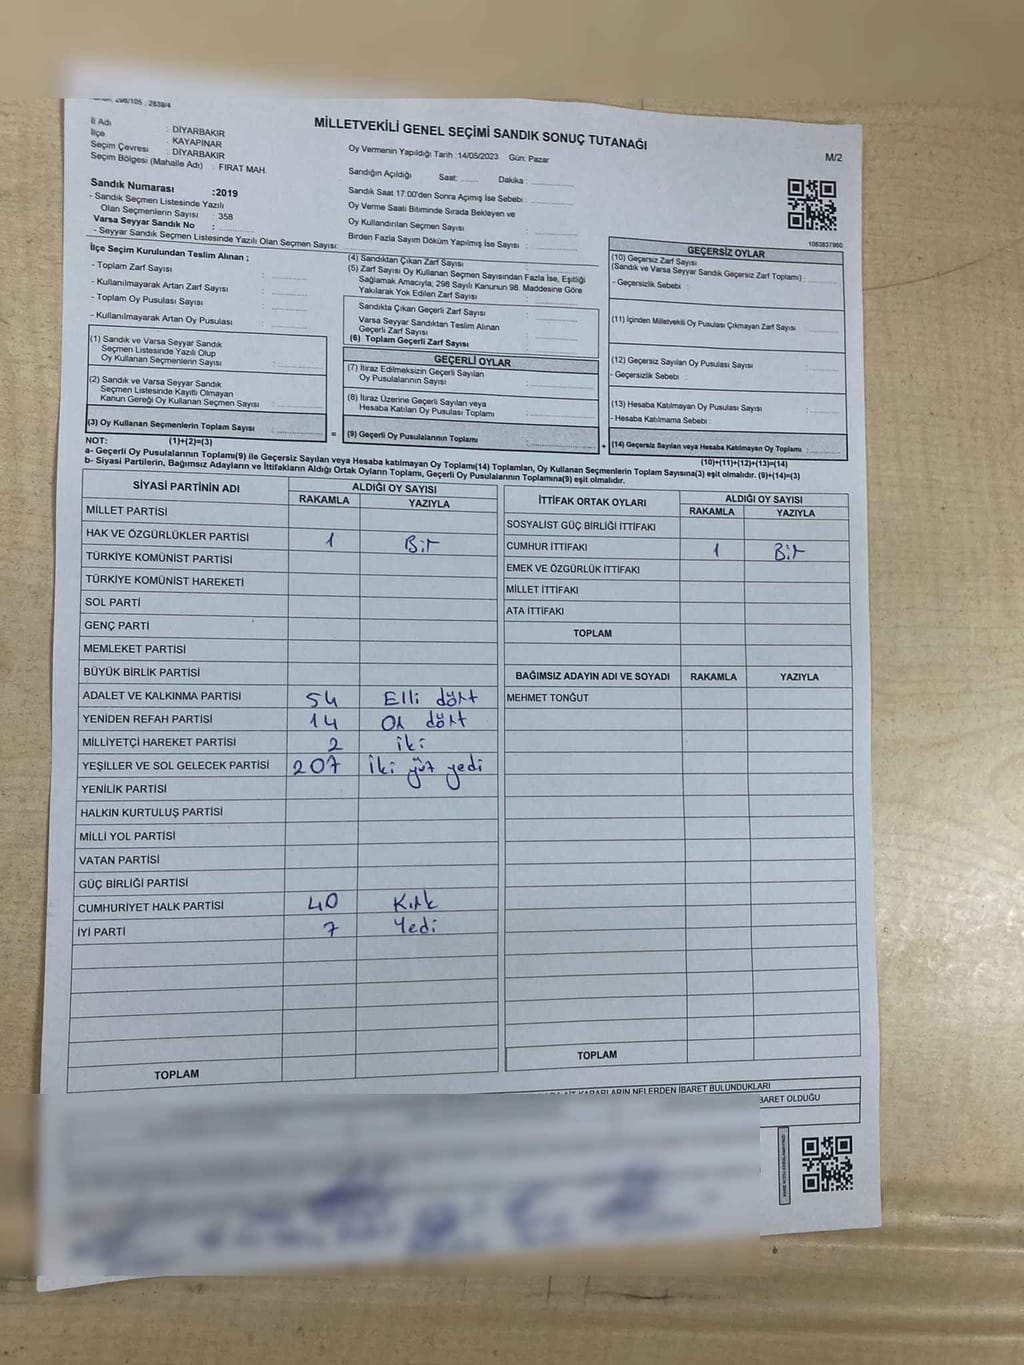 MİLLETVEKİLİ GENEL SEÇİMİ SANDIK SONUÇ TUTANAĞI
M/2
İl Adı : DİYARBAKIR
İlçe : KAYAPINAR
Seçim Çevresi : DİYARBAKIR
Seçim Bölgesi (Mahalle Adı) : FIRAT MAH.
Sandık Numarası :2019
- Sandık Seçmen Listesinde Yazılı
Olan Seçmenlerin Sayısı : 358
Varsa Seyyar Sandık No :
- Seyyar Sandık Seçmen Listesinde Yazılı Olan Seçmen Sayısı:
Oy Vermenin Yapıldığı Tarih :14/05/2023 Gün: Pazar
Sandığın Açıldığı Saat: Dakika :
Sandık Saat 17:00'den Sonra Açımış İse Sebebi :
Oy Verme Saati Bitiminde Sırada Bekleyen ve
Oy Kullandırılan Seçmen Sayısı :
Birden Fazla Sayım Döküm Yapılmış İse Sayısı :
1083837980
İlçe Seçim Kurulundan Teslim Alınan ;
- Toplam Zarf Sayısı :
- Kullanılmayarak Artan Zarf Sayısı :
- Toplam Oy Pusulası Sayısı :
- Kullanılmayarak Artan Oy Pusulası :
(1) Sandık ve Varsa Seyyar Sandık
Seçmen Listesinde Yazılı Olup
Oy Kullanan Seçmenlerin Sayısı :
(2) Sandık ve Varsa Seyyar Sandık
Seçmen Listesinde Kayıtlı Olmayan
Kanun Gereği Oy Kullanan Seçmen Sayısı :
(3) Oy Kullanan Seçmenlerin Toplam Sayısı :
(4) Sandıktan Çıkan Zarf Sayısı :
(5) Zarf Sayısı Oy Kullanan Seçmen Sayısından Fazla İse, Eşitliği
Sağlamak Amacıyla; 298 Sayılı Kanunun 98. Maddesine Göre
Yakılarak Yok Edilen Zarf Sayısı :
Sandıkta Çıkan Geçerli Zarf Sayısı :
Varsa Seyyar Sandıktan Teslim Alınan
Geçerli Zarf Sayısı :
(6) Toplam Geçerli Zarf Sayısı :
GEÇERLİ OYLAR
(7) İtiraz Edilmeksizin Geçerli Sayılan
Oy Pusulalarının Sayısı :
(8) İtiraz Üzerine Geçerli Sayılan veya
Hesaba Katılan Oy Pusulası Toplamı :
= (9) Geçerli Oy Pusulalarının Toplamı :
GEÇERSİZ OYLAR
(10) Geçersiz Zarf Sayısı
(Sandık ve Varsa Seyyar Sandık Geçersiz Zarf Toplamı) :
- Geçersizlik Sebebi :
(11) İçinden Milletvekili Oy Pusulası Çıkmayan Zarf Sayısı :
(12) Geçersiz Sayılan Oy Pusulası Sayısı :
- Geçersizlik Sebebi :
(13) Hesaba Katılmayan Oy Pusulası Sayısı :
- Hesaba Katılmama Sebebi :
+ (14) Geçersiz Sayılan veya Hesaba Katılmayan Oy Toplamı :
NOT: (1)+(2)=(3)
(10)+(11)+(12)+(13)=(14)
a- Geçerli Oy Pusulalarının Toplamı(9) ile Geçersiz Sayılan veya Hesaba katılmayan Oy Toplamı(14) Toplamları, Oy Kullanan Seçmenlerin Toplam Sayısına(3) eşit olmalıdır. (9)+(14)=(3)
b- Siyasi Partilerin, Bağımsız Adayların ve İttifakların Aldığı Ortak Oyların Toplamı, Geçerli Oy Pusulalarının Toplamına(9) eşit olmalıdır.
SİYASİ PARTİNİN ADI ALDIĞI OY SAYISI
RAKAMLA YAZIYLA
MİLLET PARTİSİ
HAK VE ÖZGÜRLÜKLER PARTİSİ 1 Bir
TÜRKİYE KOMÜNİST PARTİSİ
TÜRKİYE KOMÜNİST HAREKETİ
SOL PARTİ
GENÇ PARTİ
MEMLEKET PARTİSİ
BÜYÜK BİRLİK PARTİSİ
ADALET VE KALKINMA PARTİSİ 54 Elli dört
YENİDEN REFAH PARTİSİ 14 On dört
MİLLİYETÇİ HAREKET PARTİSİ 2 iki
YEŞİLLER VE SOL GELECEK PARTİSİ 207 İki yüz yedi
YENİLİK PARTİSİ
HALKIN KURTULUŞ PARTİSİ
MİLLİ YOL PARTİSİ
VATAN PARTİSİ
GÜÇ BİRLİĞİ PARTİSİ
CUMHURİYET HALK PARTİSİ 40 Kırk
İYİ PARTİ 7 Yedi
TOPLAM
İTTİFAK ORTAK OYLARI ALDIĞI OY SAYISI
RAKAMLA YAZIYLA
SOSYALİST GÜÇ BİRLİĞİ İTTİFAKI
CUMHUR İTTİFAKI 1 Bir
EMEK VE ÖZGÜRLÜK İTTİFAKI
MİLLET İTTİFAKI
ATA İTTİFAKI
TOPLAM
BAĞIMSIZ ADAYIN ADI VE SOYADI RAKAMLA YAZIYLA
MEHMET TONĞUT
TOPLAM
KARARLARIN NELERDEN İBARET BULUNDUKLARI
BARET OLDUĞU